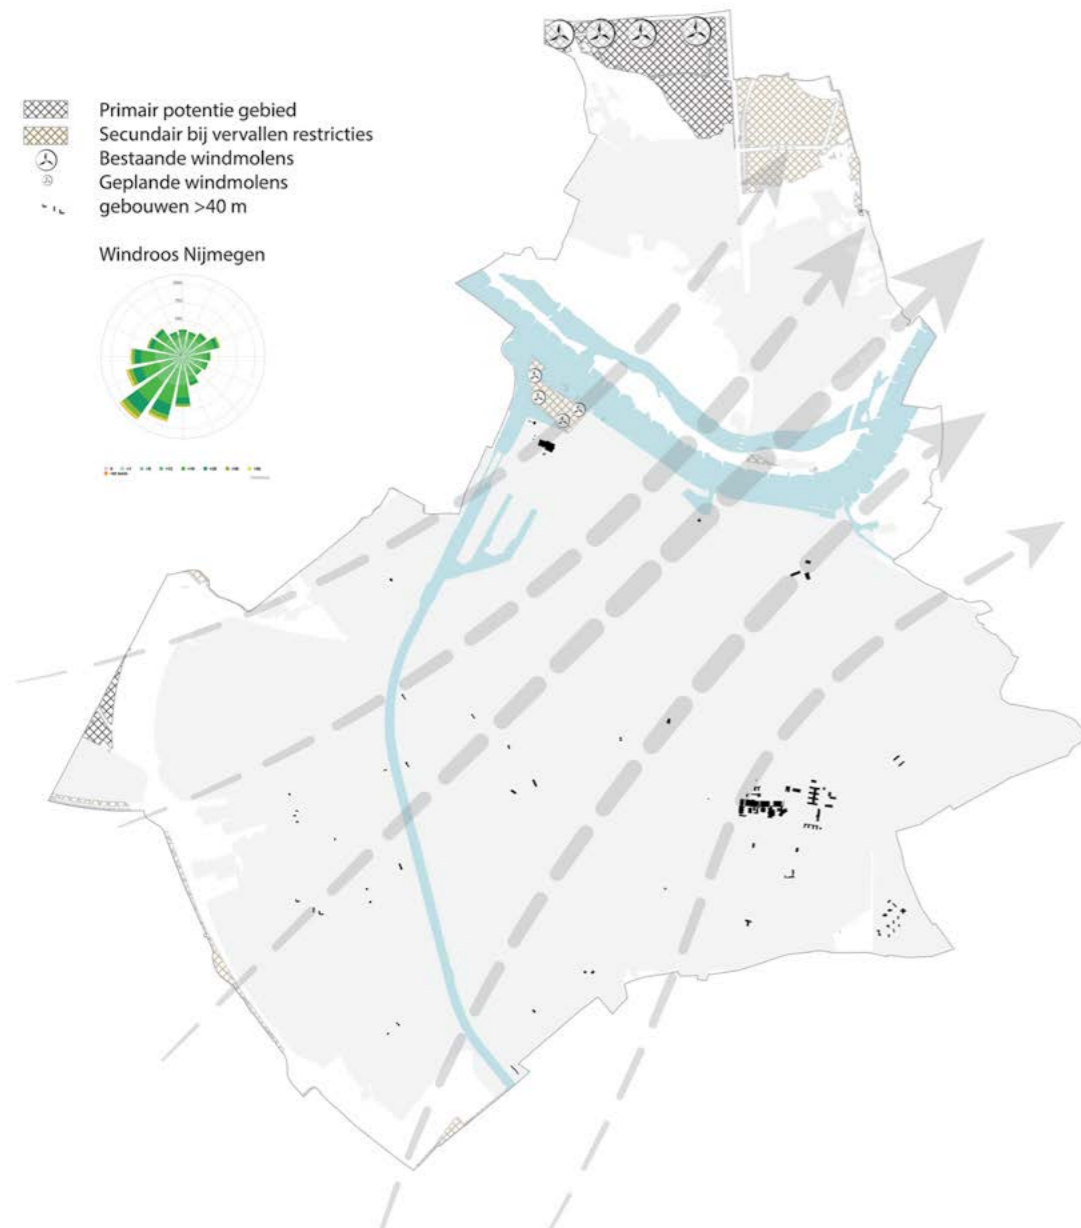 Primair potentie gebied
Secundair bij vervallen restricties
Bestaande windmolens
Geplande windmolens
gebouwen >40 m
Windroos Nijmegen